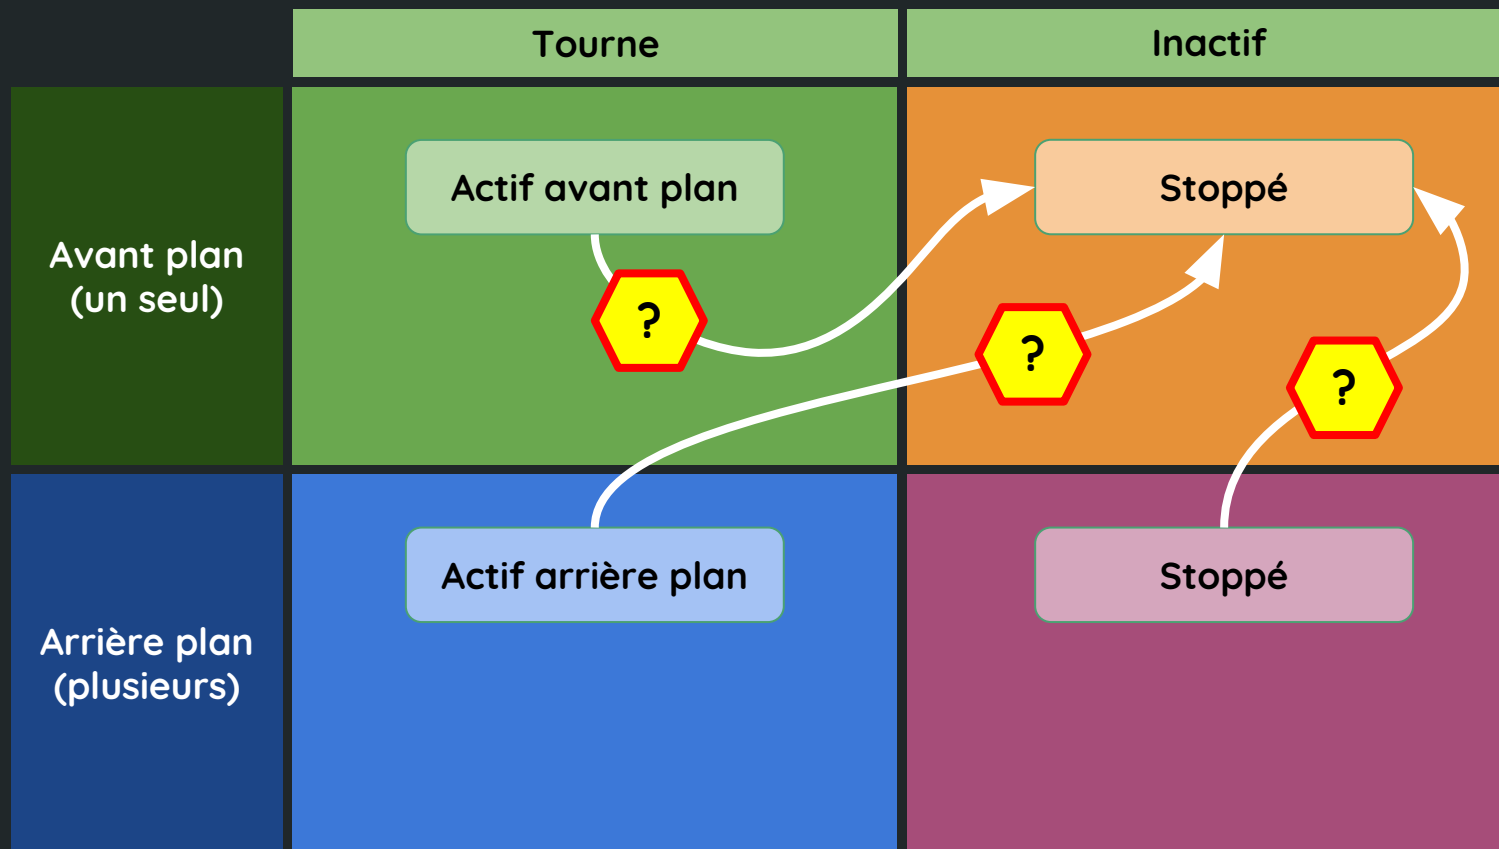 Tourne
Inactif
Avant plan
(un seul)
Actif avant plan
Stoppé
?
?
?
Arrière plan
(plusieurs)
Actif arrière plan
Stoppé